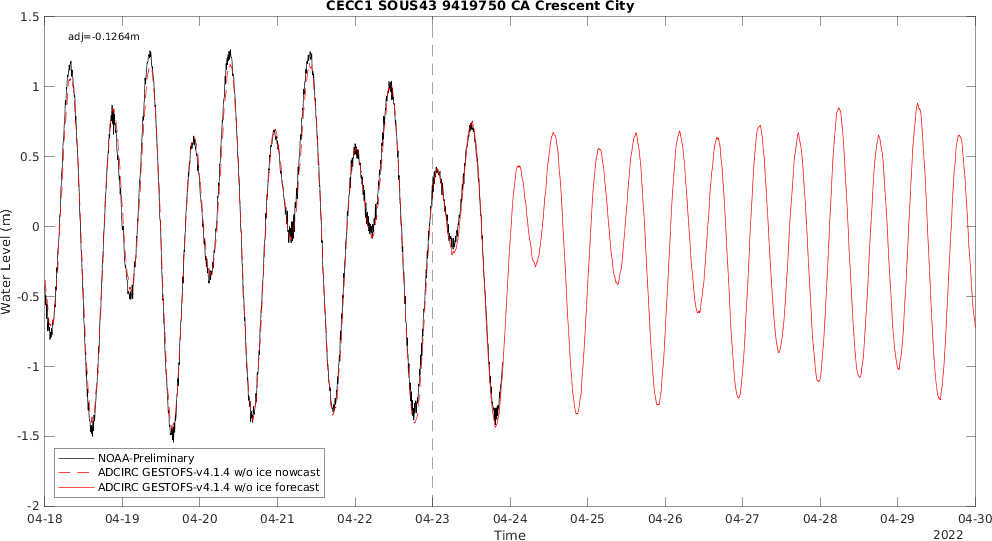 CECC1 SOUS43 9419750 CA Crescent City
adj=-0.1264m
1.5
1
0.5
0
-0.5
-1
-1.5
-2
Water Level (m)
NOAA-Preliminary
ADCIRC GESTOFS-v4.1.4 w/o ice nowcast
ADCIRC GESTOFS-v4.1.4 w/o ice forecast
04-18 04-19 04-20 04-21 04-22 04-23 04-24 04-25 04-26 04-27 04-28 04-29 04-30
Time
2022